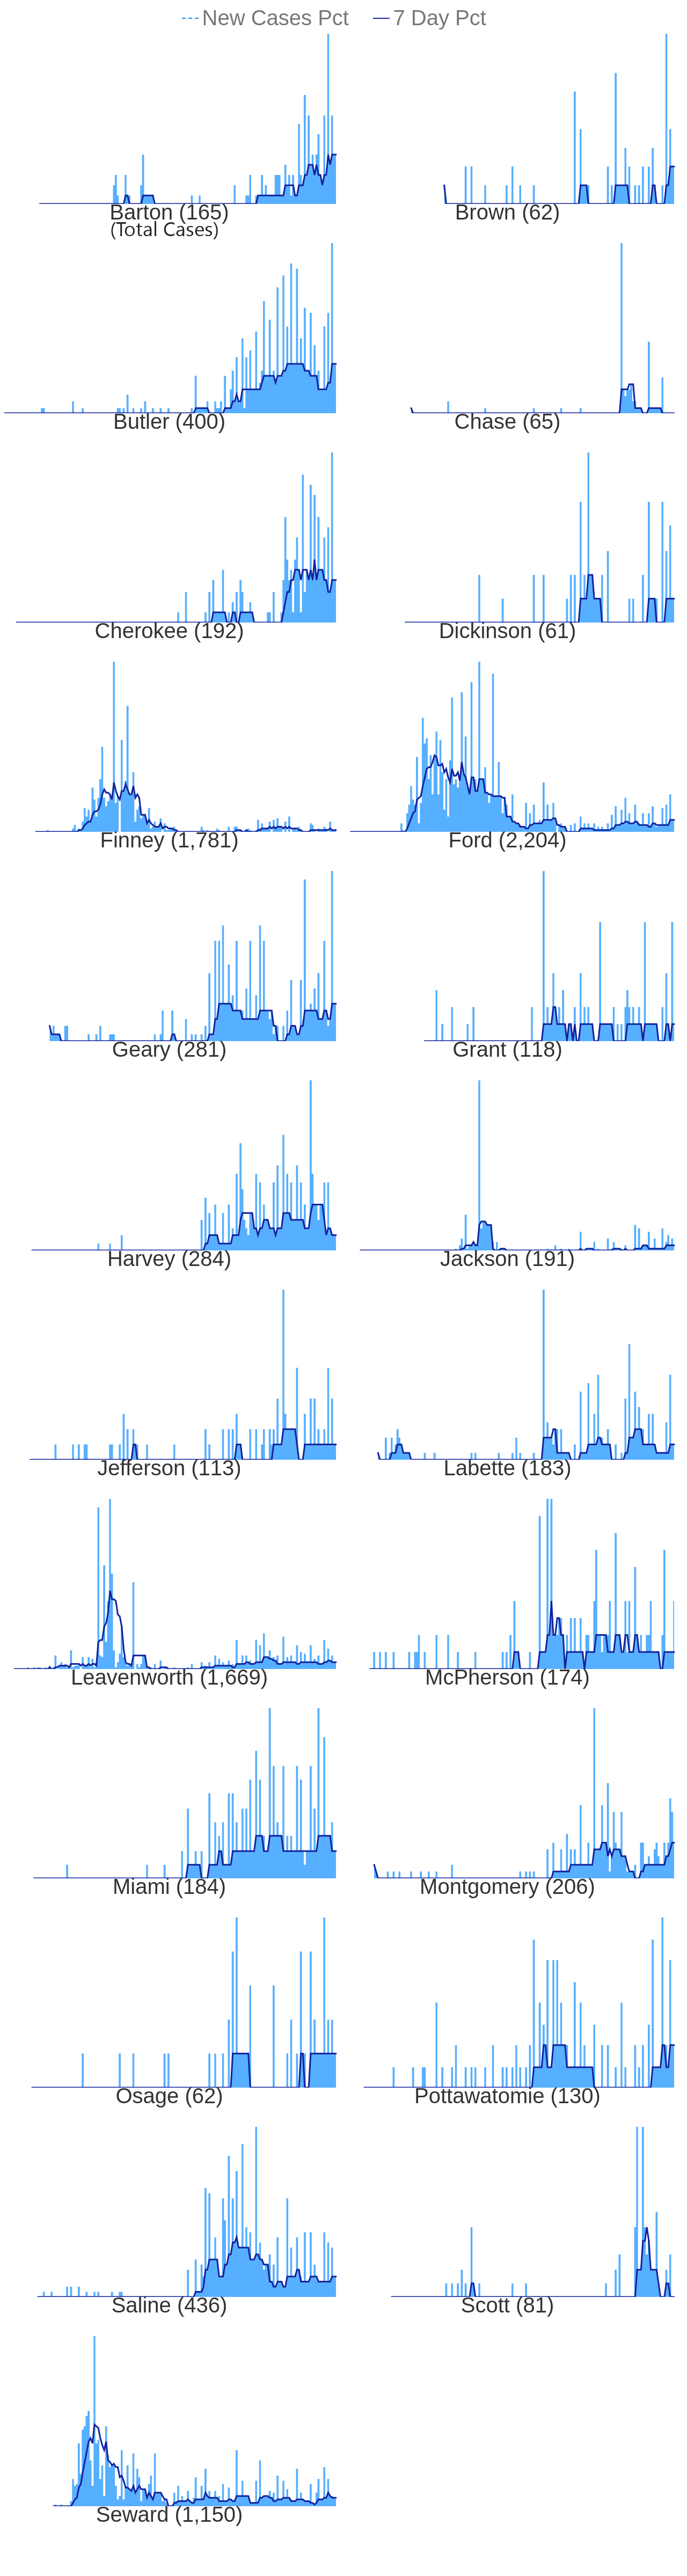 New Cases Pct 7 Day Pct
Barton (165) Brown (62)
(Total Cases)
Butler (400) Chase (65)
Cherokee (192) Dickinson (61)
Finney (1,781) Ford (2,204)
Geary (281) Grant (118)
Harvey (284) Jackson (191)
Jefferson (113) Labette (183)
Leavenworth (1,669) McPherson (174)
Miami (184) Montgomery (206)
Osage (62) Pottawatomie (130)
Saline (436) Scott (81)
Seward (1,150)